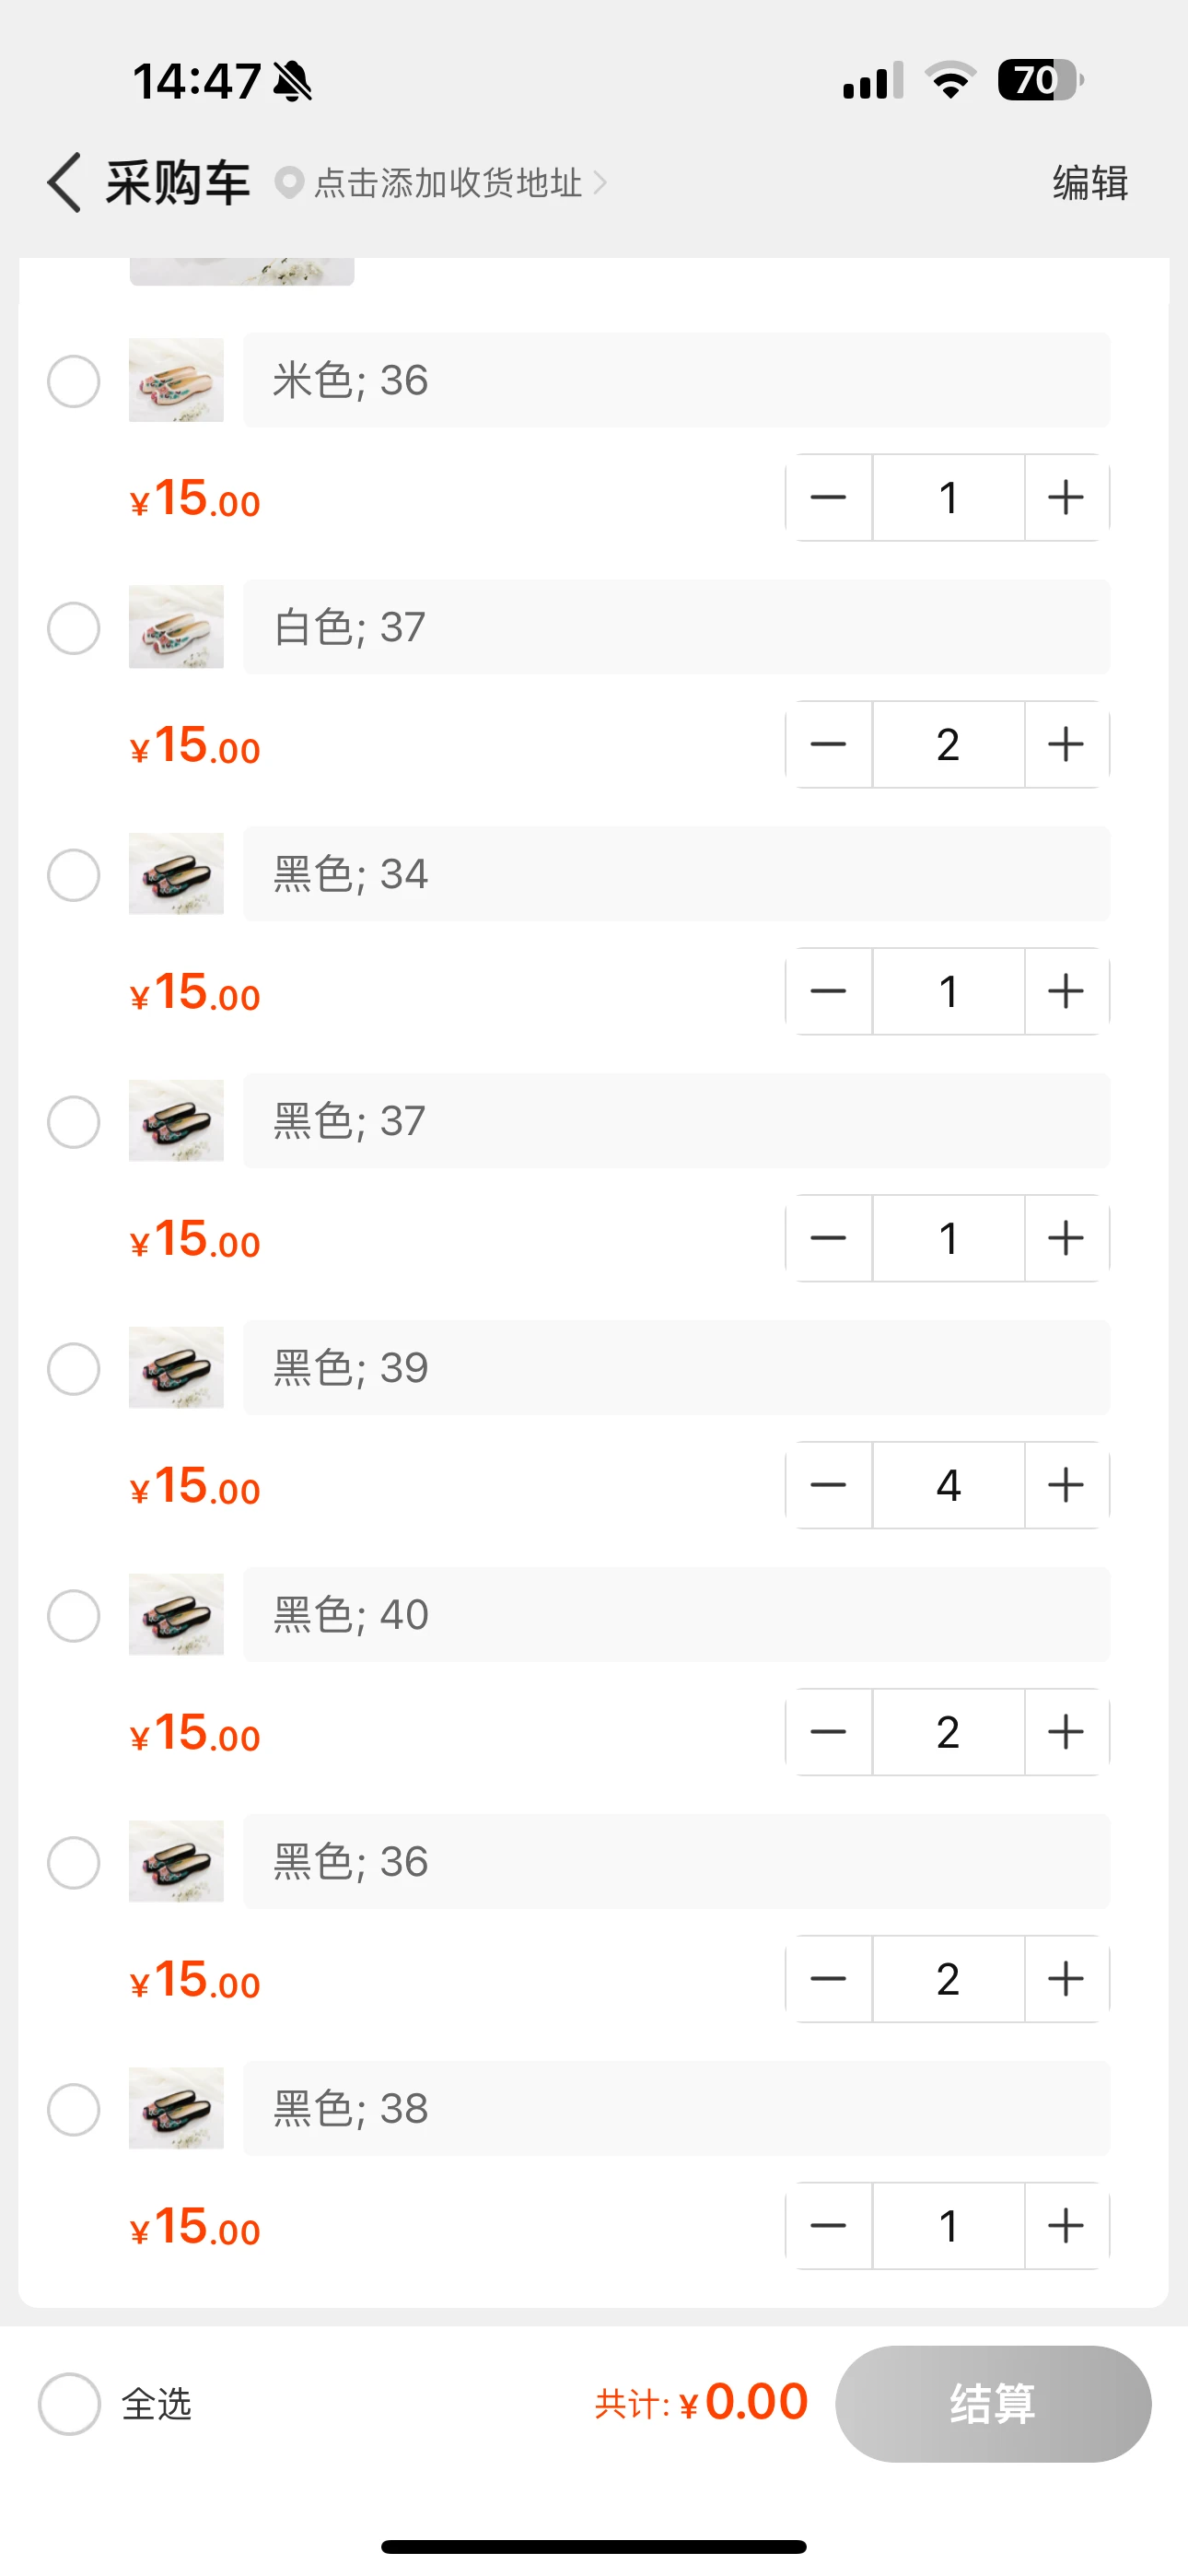 14:47
70
采购车 点击添加收货地址 编辑
米色; 36
¥15.00 1
白色; 37
¥15.00 2
黑色; 34
¥15.00 1
黑色; 37
¥15.00 1
黑色; 39
¥15.00 4
黑色; 40
¥15.00 2
黑色; 36
¥15.00 2
黑色; 38
¥15.00 1
全选 共计: ¥0.00 结算